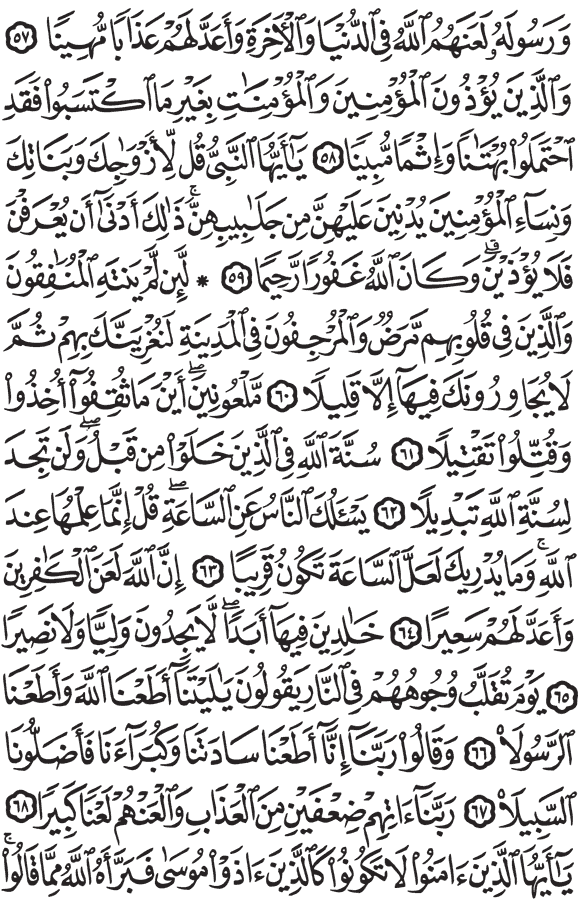 وَرَسُولَهُۥ لَعَنَهُمُ ٱللَّهُ فِى ٱلدُّنْيَا وَٱلْأَخِرَةِ وَأَعَدَّ لَهُمْ عَذَابًا مُّهِينًا ٥٧
وَٱلَّذِينَ يُؤْذُونَ ٱلْمُؤْمِنِينَ وَٱلْمُؤْمِنَٰتِ بِغَيْرِ مَا ٱكْتَسَبُوا۟ فَقَدِ
ٱحْتَمَلُوا۟ بُهْتَٰنًا وَإِثْمًا مُّبِينًا ٥٨ يَٰٓأَيُّهَا ٱلنَّبِىُّ قُل لِّأَزْوَٰجِكَ وَبَنَاتِكَ
وَنِسَآءِ ٱلْمُؤْمِنِينَ يُدْنِينَ عَلَيْهِنَّ مِن جَلَٰبِيبِهِنَّ ۚ ذَٰلِكَ أَدْنَىٰٓ أَن يُعْرَفْنَ
فَلَا يُؤْذَيْنَ ۗ وَكَانَ ٱللَّهُ غَفُورًا رَّحِيمًا ٥٩ * لَّئِن لَّمْ يَنتَهِ ٱلْمُنَٰفِقُونَ
وَٱلَّذِينَ فِى قُلُوبِهِم مَّرَضٌ وَٱلْمُرْجِفُونَ فِى ٱلْمَدِينَةِ لَنُغْرِيَنَّكَ بِهِمْ ثُمَّ
لَا يُجَاوِرُونَكَ فِيهَآ إِلَّا قَلِيلًا ٦٠ مَّلْعُونِينَ ۖ أَيْنَمَا ثُقِفُوٓا۟ أُخِذُوا۟
وَقُتِّلُوا۟ تَقْتِيلًا ٦١ سُنَّةَ ٱللَّهِ فِى ٱلَّذِينَ خَلَوْا۟ مِن قَبْلُ ۖ وَلَن تَجِدَ
لِسُنَّةِ ٱللَّهِ تَبْدِيلًا ٦٢ يَسْـَٔلُكَ ٱلنَّاسُ عَنِ ٱلسَّاعَةِ ۖ قُلْ إِنَّمَا عِلْمُهَا عِندَ
ٱللَّهِ ۚ وَمَا يُدْرِيكَ لَعَلَّ ٱلسَّاعَةَ تَكُونُ قَرِيبًا ٦٣ إِنَّ ٱللَّهَ لَعَنَ ٱلْكَٰفِرِينَ
وَأَعَدَّ لَهُمْ سَعِيرًا ٦٤ خَٰلِدِينَ فِيهَآ أَبَدًا ۖ لَّا يَجِدُونَ وَلِيًّا وَلَا نَصِيرًا
٦٥ يَوْمَ تُقَلَّبُ وُجُوهُهُمْ فِى ٱلنَّارِ يَقُولُونَ يَٰلَيْتَنَآ أَطَعْنَا ٱللَّهَ وَأَطَعْنَا
ٱلرَّسُولَا۠ ٦٦ وَقَالُوا۟ رَبَّنَآ إِنَّآ أَطَعْنَا سَادَتَنَا وَكُبَرَآءَنَا فَأَضَلُّونَا
ٱلسَّبِيلَا۠ ٦٧ رَبَّنَآ ءَاتِهِمْ ضِعْفَيْنِ مِنَ ٱلْعَذَابِ وَٱلْعَنْهُمْ لَعْنًا كَبِيرًا ٦٨
يَٰٓأَيُّهَا ٱلَّذِينَ ءَامَنُوا۟ لَا تَكُونُوا۟ كَٱلَّذِينَ ءَاذَوْا۟ مُوسَىٰ فَبَرَّأَهُ ٱللَّهُ مِمَّا قَالُوا۟ ۚ